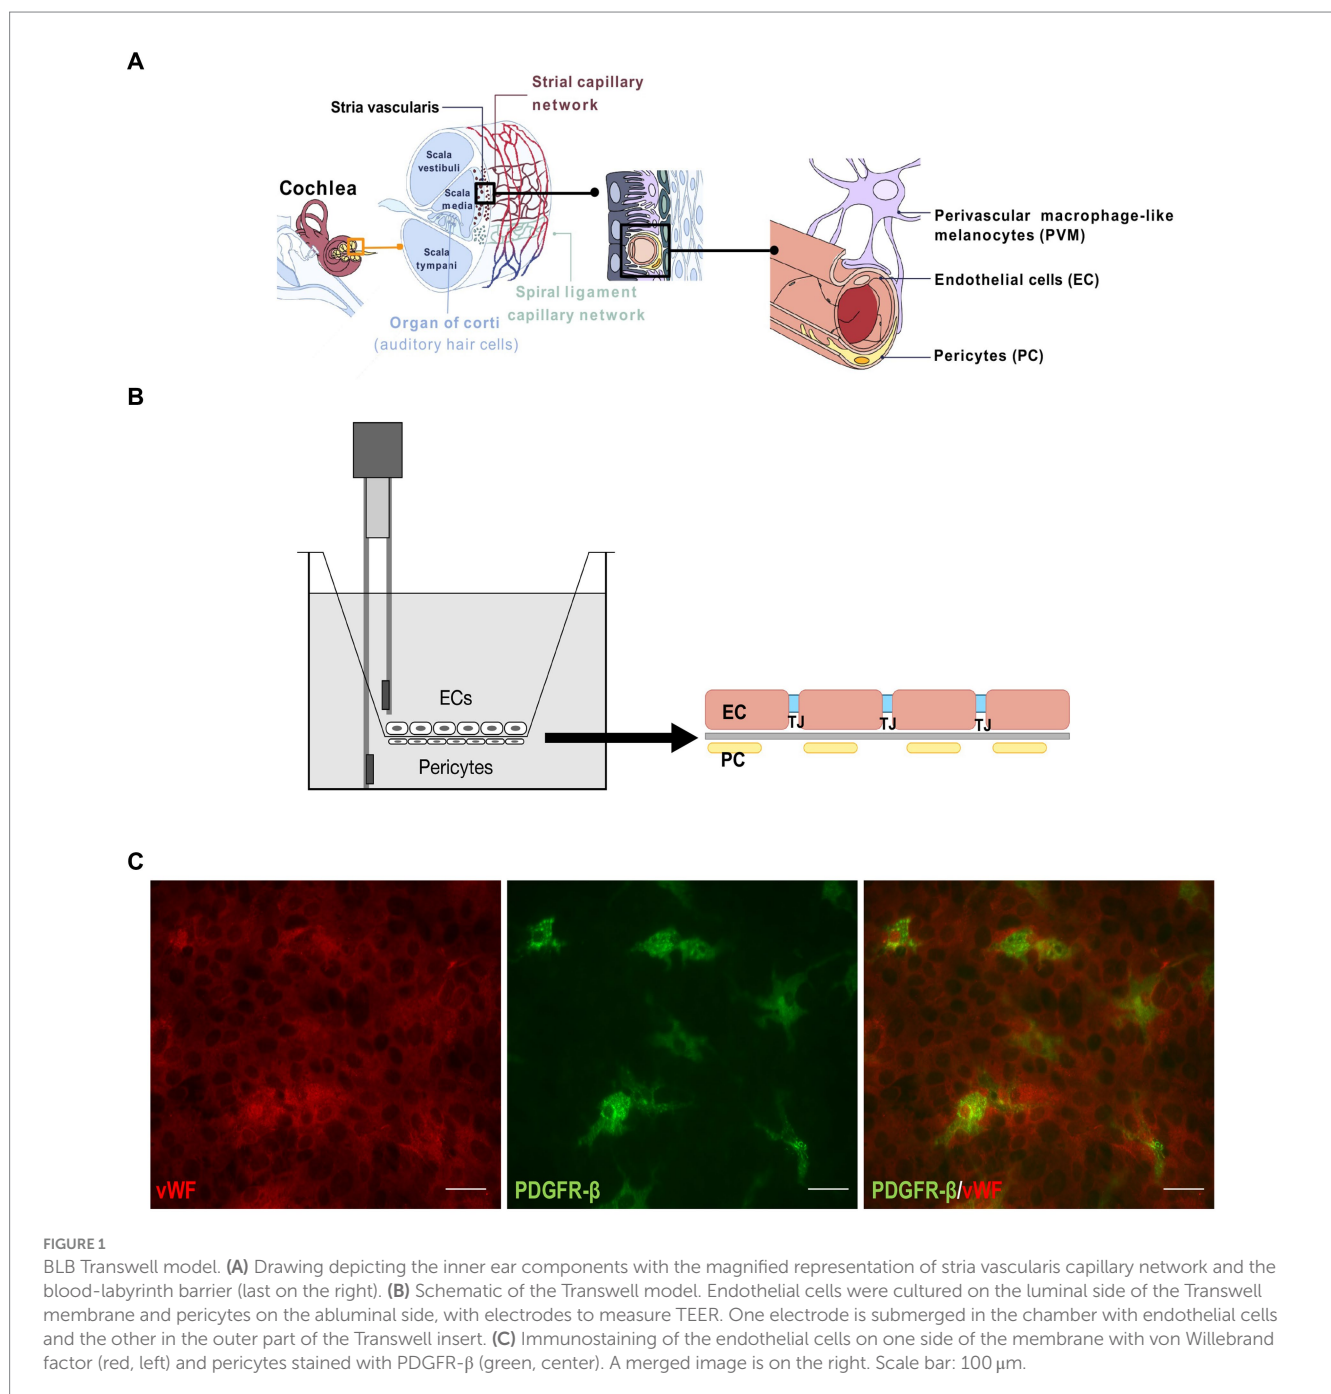 A
Strial capillary
network
Stria vascularis
Scala
vestibuli
Cochlea
Scala
media
Scala
tympani
Perivascular macrophage-like
melanocytes (PVM)
Endothelial cells (EC)
Spiral ligament
capillary network
Organ of corti
(auditory hair cells)
Pericytes (PC)
B
ECs
Pericytes
EC
TJ
TJ
TJ
PC
C
vWF
PDGFR-β
PDGFR-β/vWF
FIGURE 1
BLB Transwell model. (A) Drawing depicting the inner ear components with the magnified representation of stria vascularis capillary network and the
blood-labyrinth barrier (last on the right). (B) Schematic of the Transwell model. Endothelial cells were cultured on the luminal side of the Transwell
membrane and pericytes on the abluminal side, with electrodes to measure TEER. One electrode is submerged in the chamber with endothelial cells
and the other in the outer part of the Transwell insert. (C) Immunostaining of the endothelial cells on one side of the membrane with von Willebrand
factor (red, left) and pericytes stained with PDGFR-β (green, center). A merged image is on the right. Scale bar: 100 μm.